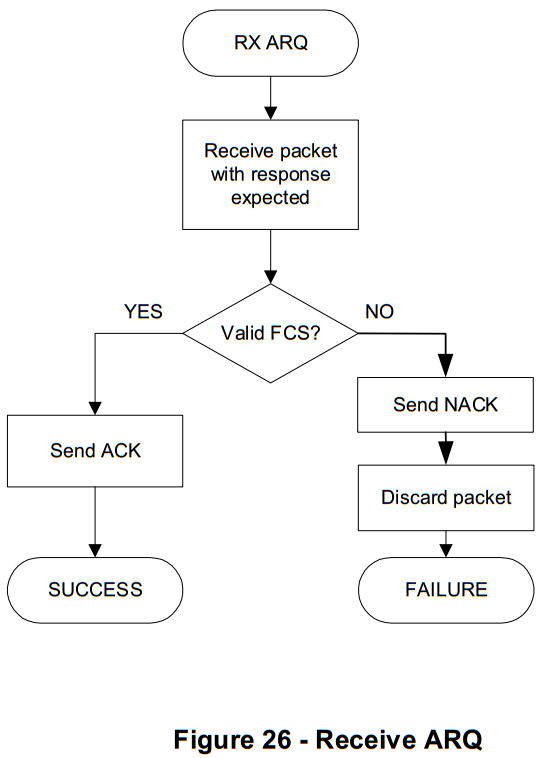 RX ARQ
Receive packet
with response
expected
YES
Valid FCS?
NO
Send NACK
Send ACK
Discard packet
SUCCESS
FAILURE
Figure 26 - Receive ARQ